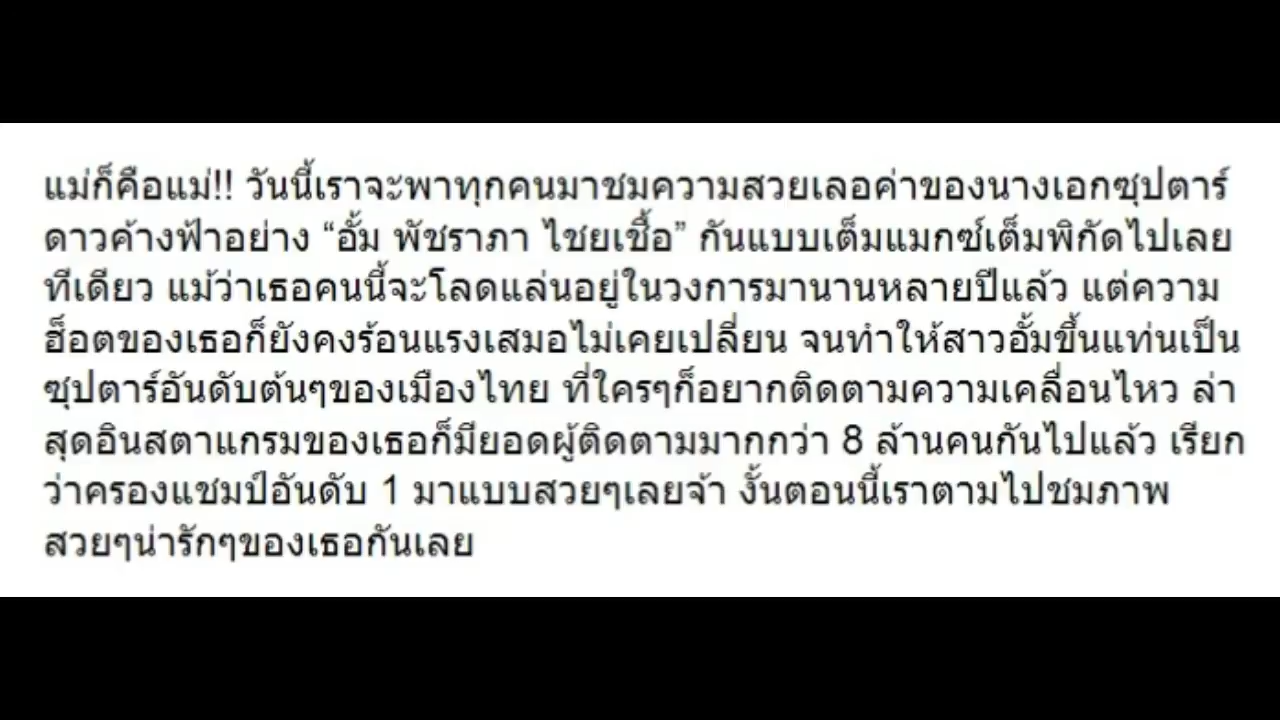 แม่ก็คือแม่!! วันนี้เราจะพาทุกคนมาชมความสวยเลอค่าของนางเอกซุปตาร์
ดาวค้างฟ้าอย่าง “อั้ม พัชราภา ไชยเชื้อ” กันแบบเต็มแมกซ์เต็มพิกัดไปเลย
ทีเดียว แม้ว่าเธอคนนี้จะโลดแล่นอยู่ในวงการมานานหลายปีแล้ว แต่ความ
ฮ็อตของเธอก็ยังคงร้อนแรงเสมอไม่เคยเปลี่ยน จนทำให้สาวอั้มขึ้นแท่นเป็น
ซุปตาร์อันดับต้นๆของเมืองไทย ที่ใครๆก็อยากติดตามความเคลื่อนไหว ล่า
สุดอินสตาแกรมของเธอก็มียอดผู้ติดตามมากกว่า 8 ล้านคนกันไปแล้ว เรียก
ว่าครองแชมป์อันดับ 1 มาแบบสวยๆเลยจ้า งั้นตอนนี้เราตามไปชมภาพ
สวยๆน่ารักๆของเธอกันเลย